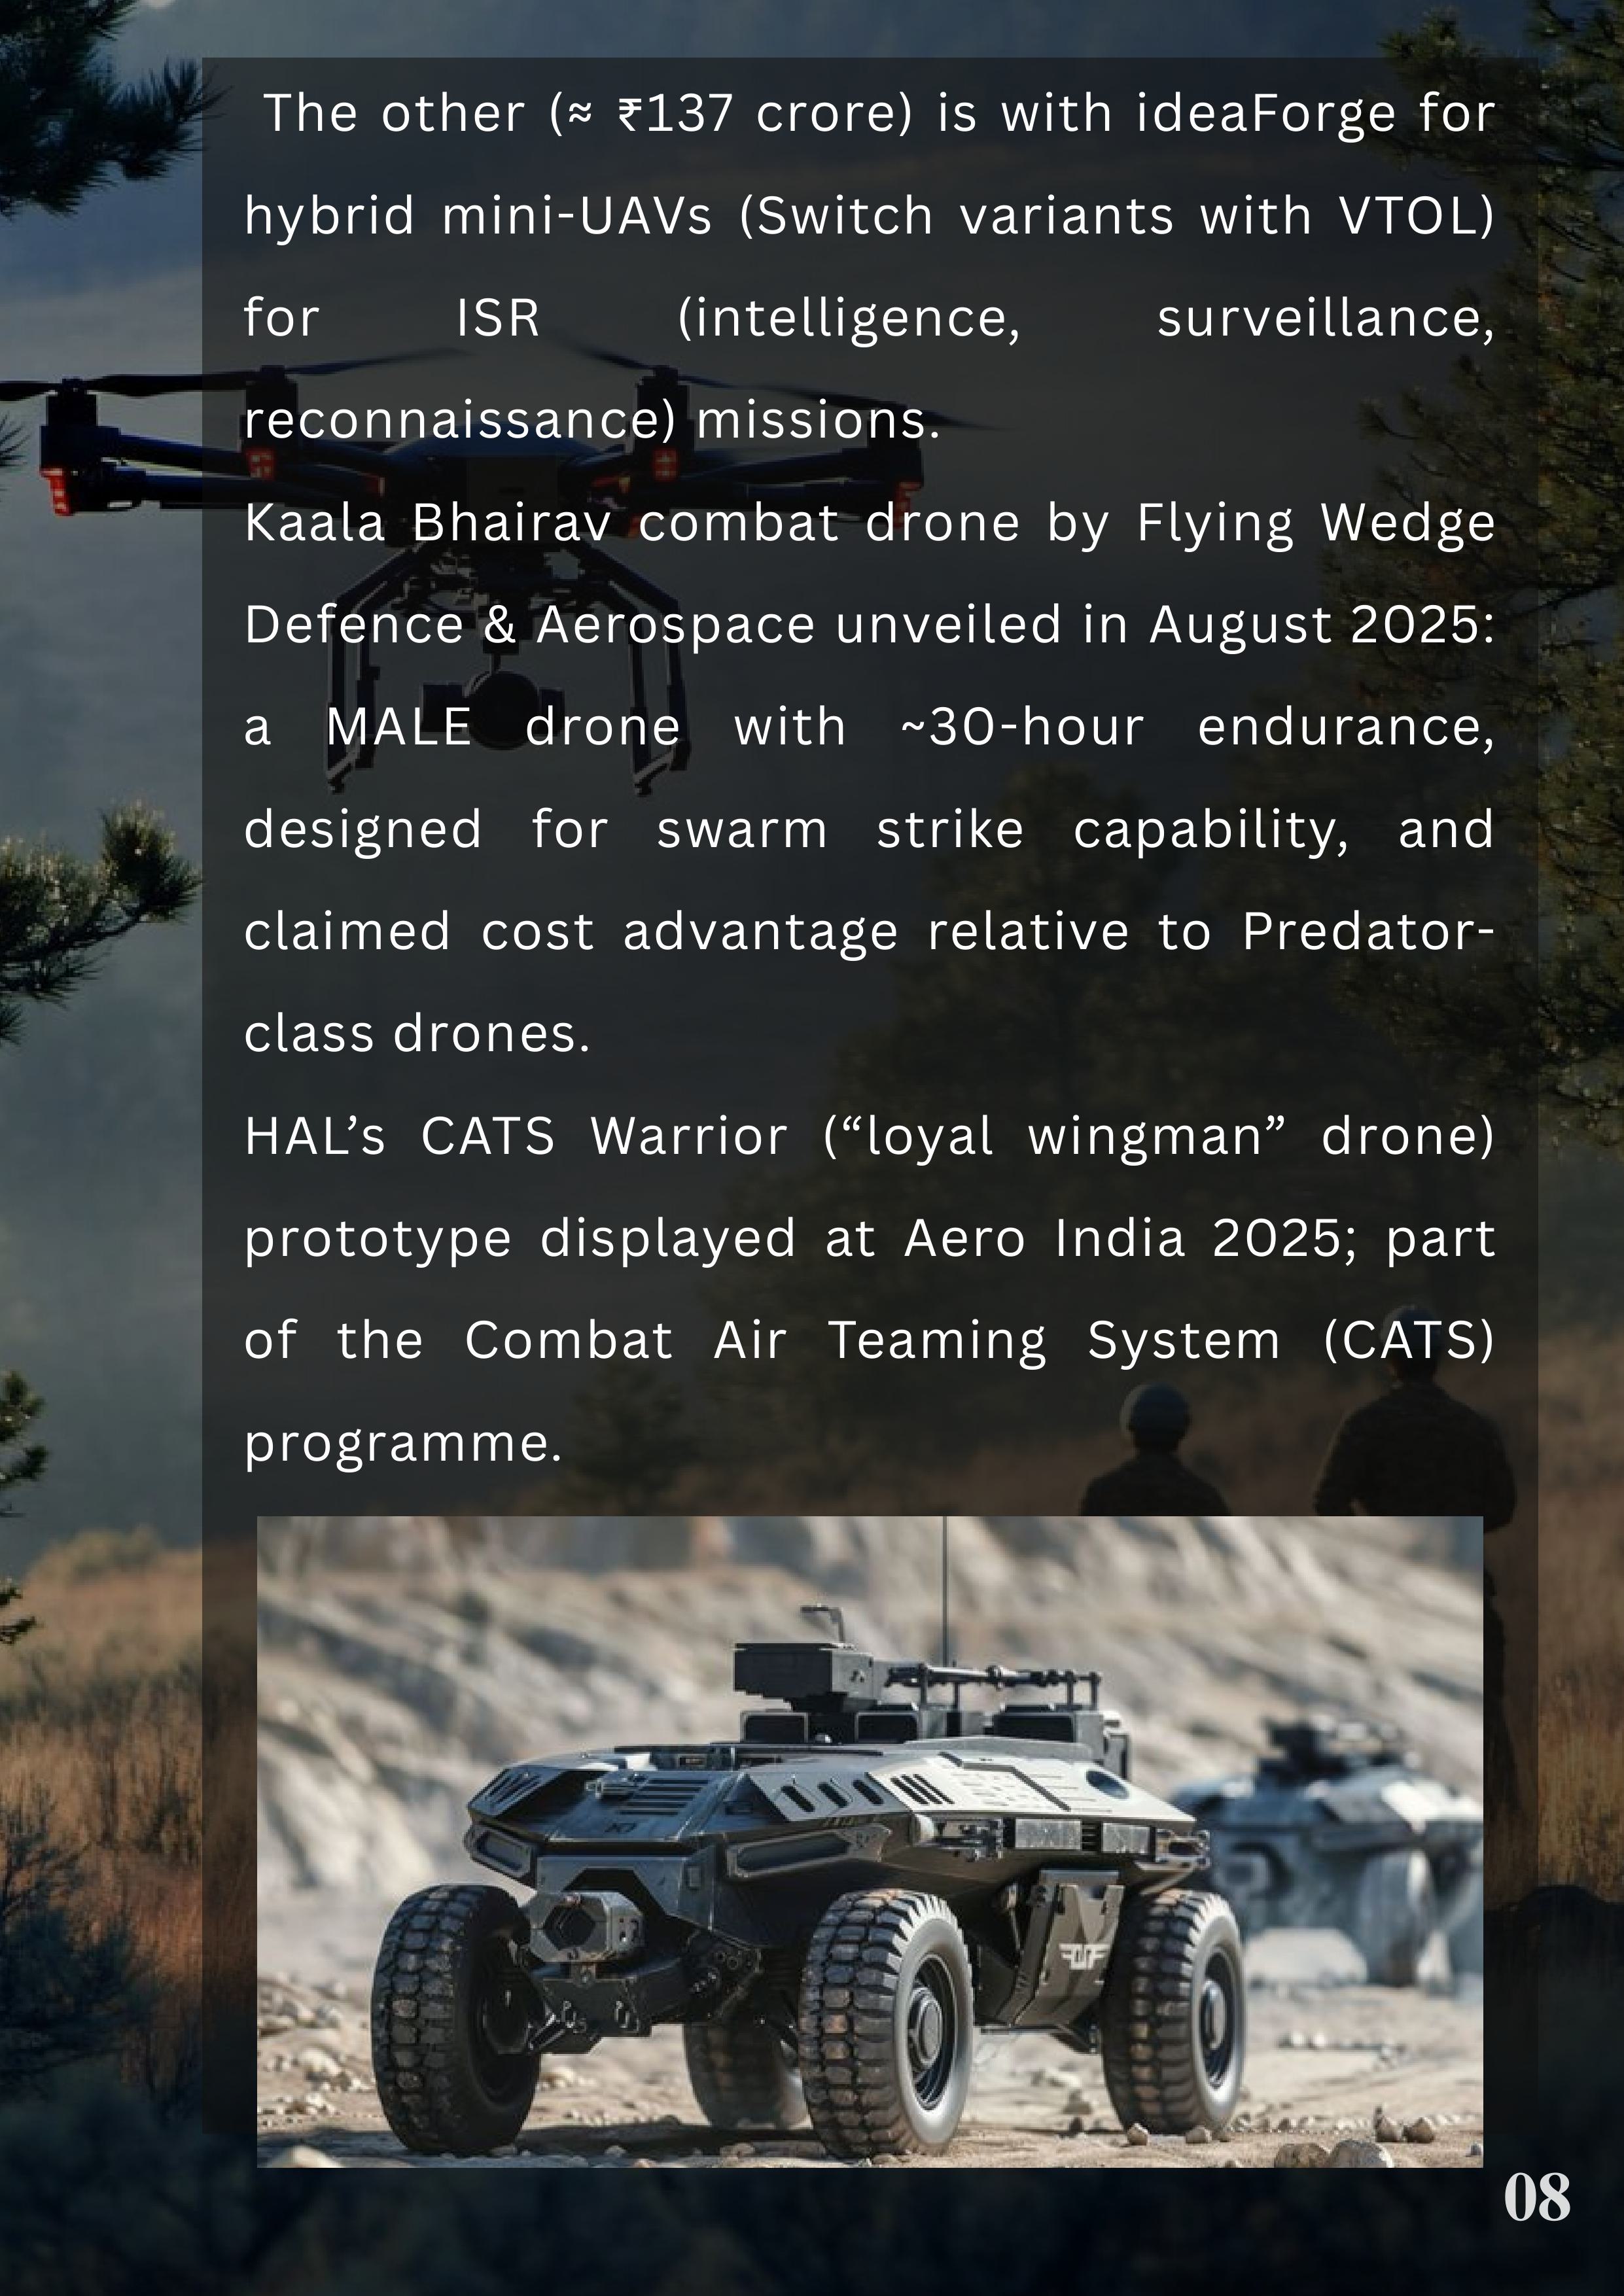 The other (≈ ₹137 crore) is with ideaForge for
hybrid mini-UAVs (Switch variants with VTOL)
for ISR (intelligence, surveillance,
reconnaissance) missions.
Kaala Bhairav combat drone by Flying Wedge
Defence & Aerospace unveiled in August 2025:
a MALE drone with ~30-hour endurance,
designed for swarm strike capability, and
claimed cost advantage relative to Predator-
class drones.
HAL’s CATS Warrior (“loyal wingman” drone)
prototype displayed at Aero India 2025; part
of the Combat Air Teaming System (CATS)
programme.
08